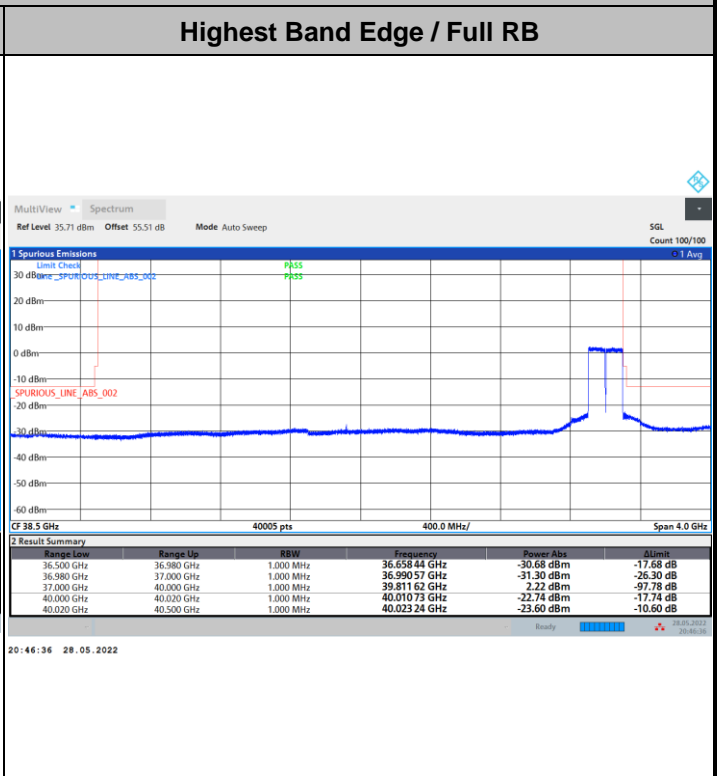 Highest Band Edge / Full RB
MultiView Spectrum
Ref Level 35.71 dBm Offset 55.51 dB Mode Auto Sweep SGL
Count 100/100
1 Spurious Emissions 1 Avg
Limit Check PASS
30 dBm Line _SPURIOUS_LINE_ABS_002 PASS
20 dBm
10 dBm
0 dBm
-10 dBm
_SPURIOUS_LINE_ABS_002
-20 dBm
-30 dBm
-40 dBm
-50 dBm
-60 dBm
CF 38.5 GHz 40005 pts 400.0 MHz/ Span 4.0 GHz
2 Result Summary
Range Low Range Up RBW Frequency Power Abs ΔLimit
36.500 GHz 36.980 GHz 1.000 MHz 36.658 44 GHz -30.68 dBm -17.68 dB
36.980 GHz 37.000 GHz 1.000 MHz 36.990 57 GHz -31.30 dBm -26.30 dB
37.000 GHz 40.000 GHz 1.000 MHz 39.811 62 GHz 2.22 dBm -97.78 dB
40.000 GHz 40.020 GHz 1.000 MHz 40.010 73 GHz -22.74 dBm -17.74 dB
40.020 GHz 40.500 GHz 1.000 MHz 40.023 24 GHz -23.60 dBm -10.60 dB
Ready 28.05.2022
20:46:36
20:46:36 28.05.2022